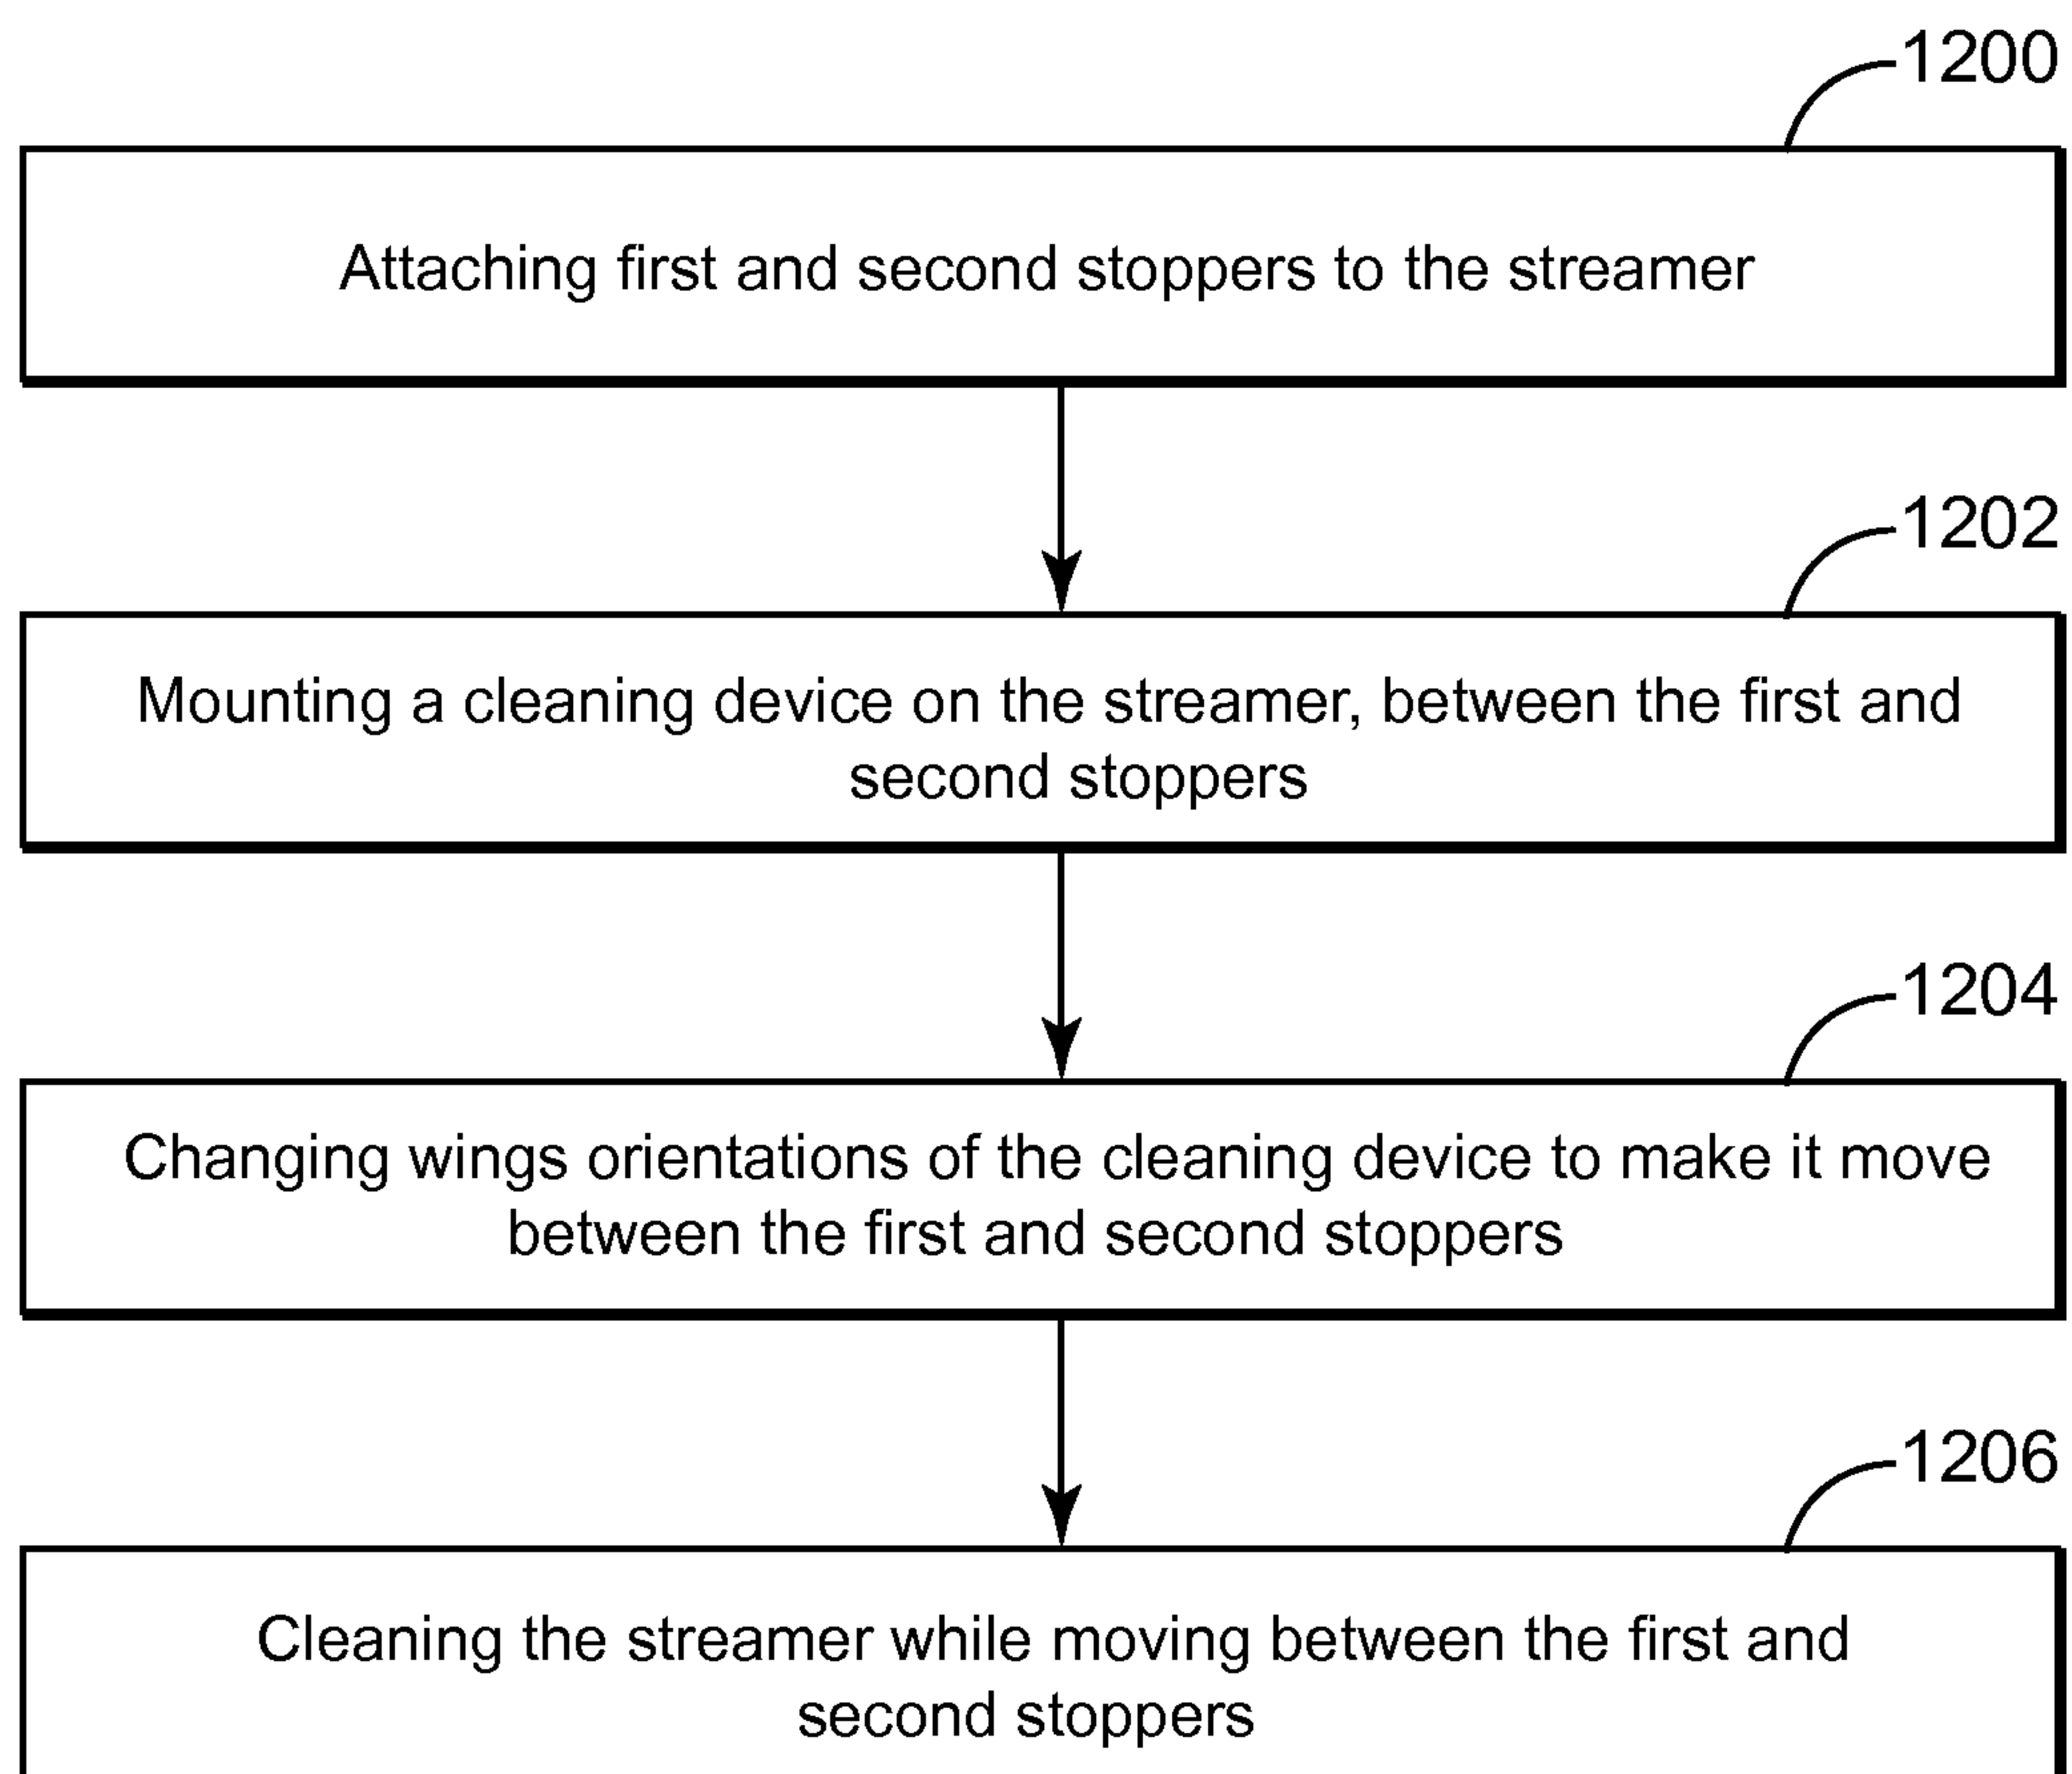 1200
Attaching first and second stoppers to the streamer
1202
Mounting a cleaning device on the streamer, between the first and
second stoppers
1204
Changing wings orientations of the cleaning device to make it move
between the first and second stoppers
1206
Cleaning the streamer while moving between the first and
second stoppers